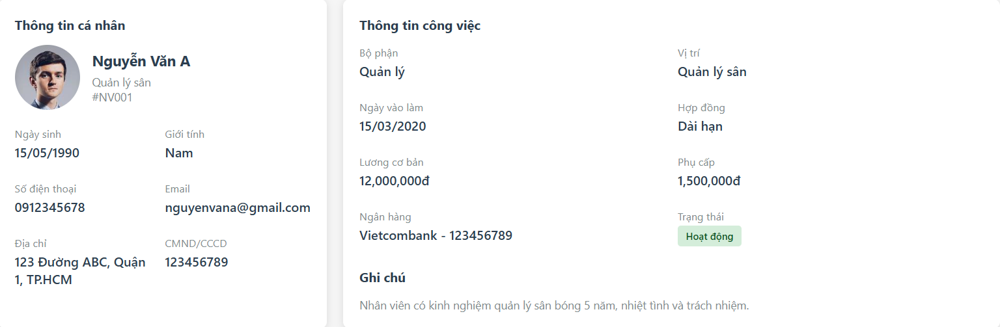 Thông tin cá nhân
Nguyễn Văn A
Quản lý sân
#NV001
Ngày sinh
Giới tính
15/05/1990
Nam
Số điện thoại
Email
0912345678
nguyenvana@gmail.com
Địa chỉ
CMND/CCCD
123 Đường ABC, Quận
1, TP.HCM
123456789
Thông tin công việc
Bộ phận
Vị trí
Quản lý
Quản lý sân
Ngày vào làm
Hợp đồng
15/03/2020
Dài hạn
Lương cơ bản
Phụ cấp
12,000,000đ
1,500,000đ
Ngân hàng
Trạng thái
Vietcombank - 123456789
Hoạt động
Ghi chú
Nhân viên có kinh nghiệm quản lý sân bóng 5 năm, nhiệt tình và trách nhiệm.